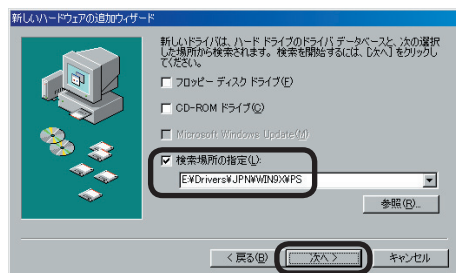 新しいハードウェアの追加ウィザード
新しいドライバは、ハード ドライブのドライバ データベースと、次の選択
した場所から検索されます。検索を開始するには、[次へ] をクリックし
てください。
フロッピー ディスク ドライブ(F)
CD-ROM ドライブ(C)
Microsoft Windows Update(M)
検索場所の指定(L):
E:¥Drivers¥JPN¥WIN9X¥PS
参照(R)...
< 戻る(B)
次へ >
キャンセル